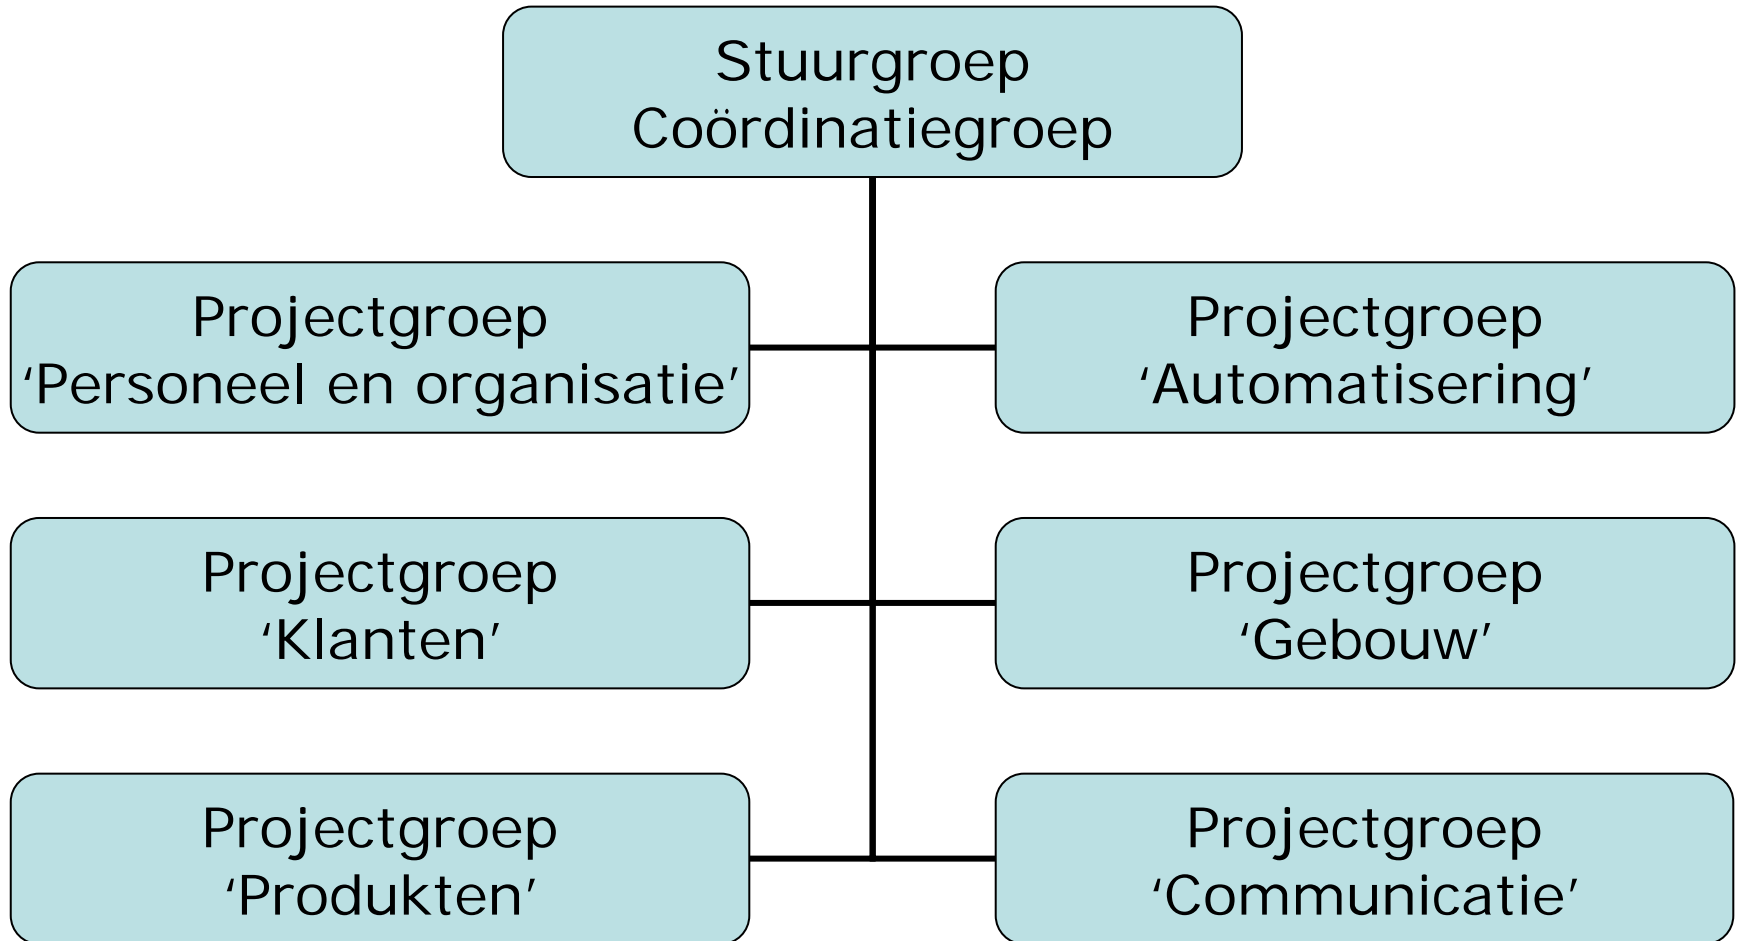 Stuurgroep
Coördinatiegroep
Projectgroep
‘Personeel en organisatie’
Projectgroep
‘Automatisering’
Projectgroep
‘Klanten’
Projectgroep
‘Gebouw’
Projectgroep
‘Produkten’
Projectgroep
‘Communicatie’